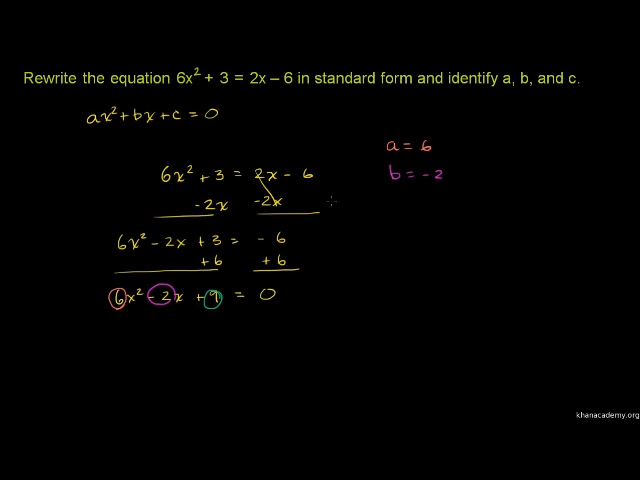 Rewrite the equation 6x² + 3 = 2x – 6 in standard form and identify a, b, and c.
ax² + bx + c = 0
a = 6
b = -2
6x² + 3 = 2x - 6
-2x -2x
6x² - 2x + 3 = - 6
+6 +6
6x² - 2x + 9 = 0
khanacademy.org